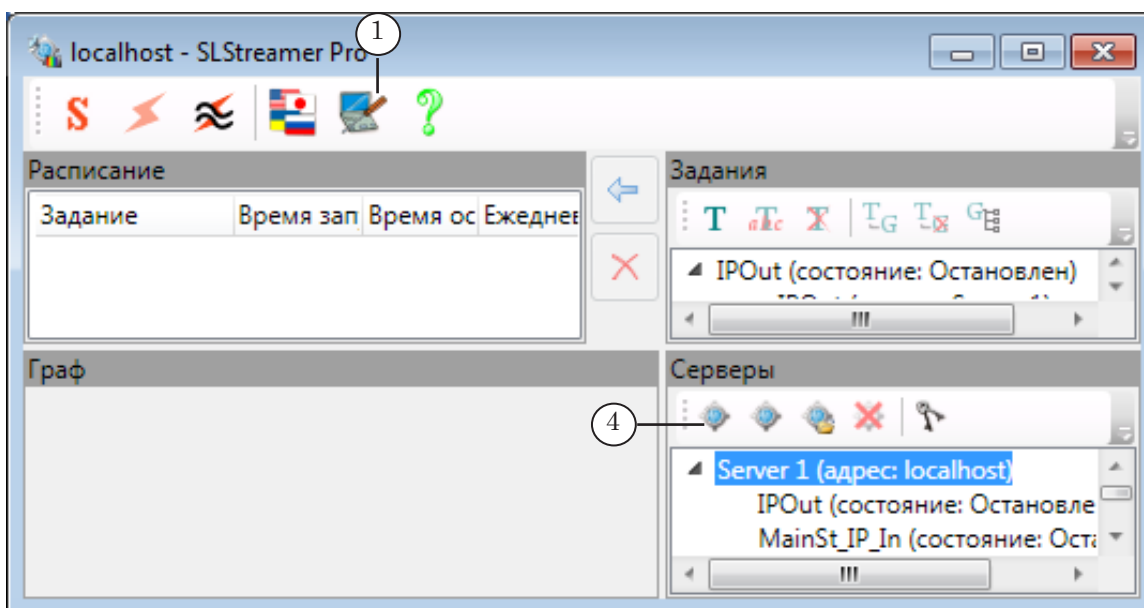 1
localhost - SLStreamer Pro
S ?
Расписание
Задания
Задание Время зап Время ос Ежеднев
T abc T T G T G
IPOut (состояние: Остановлен)
Граф
Серверы
4
Server 1 (адрес: localhost)
IPOut (состояние: Остановле
MainSt_IP_In (состояние: Оста